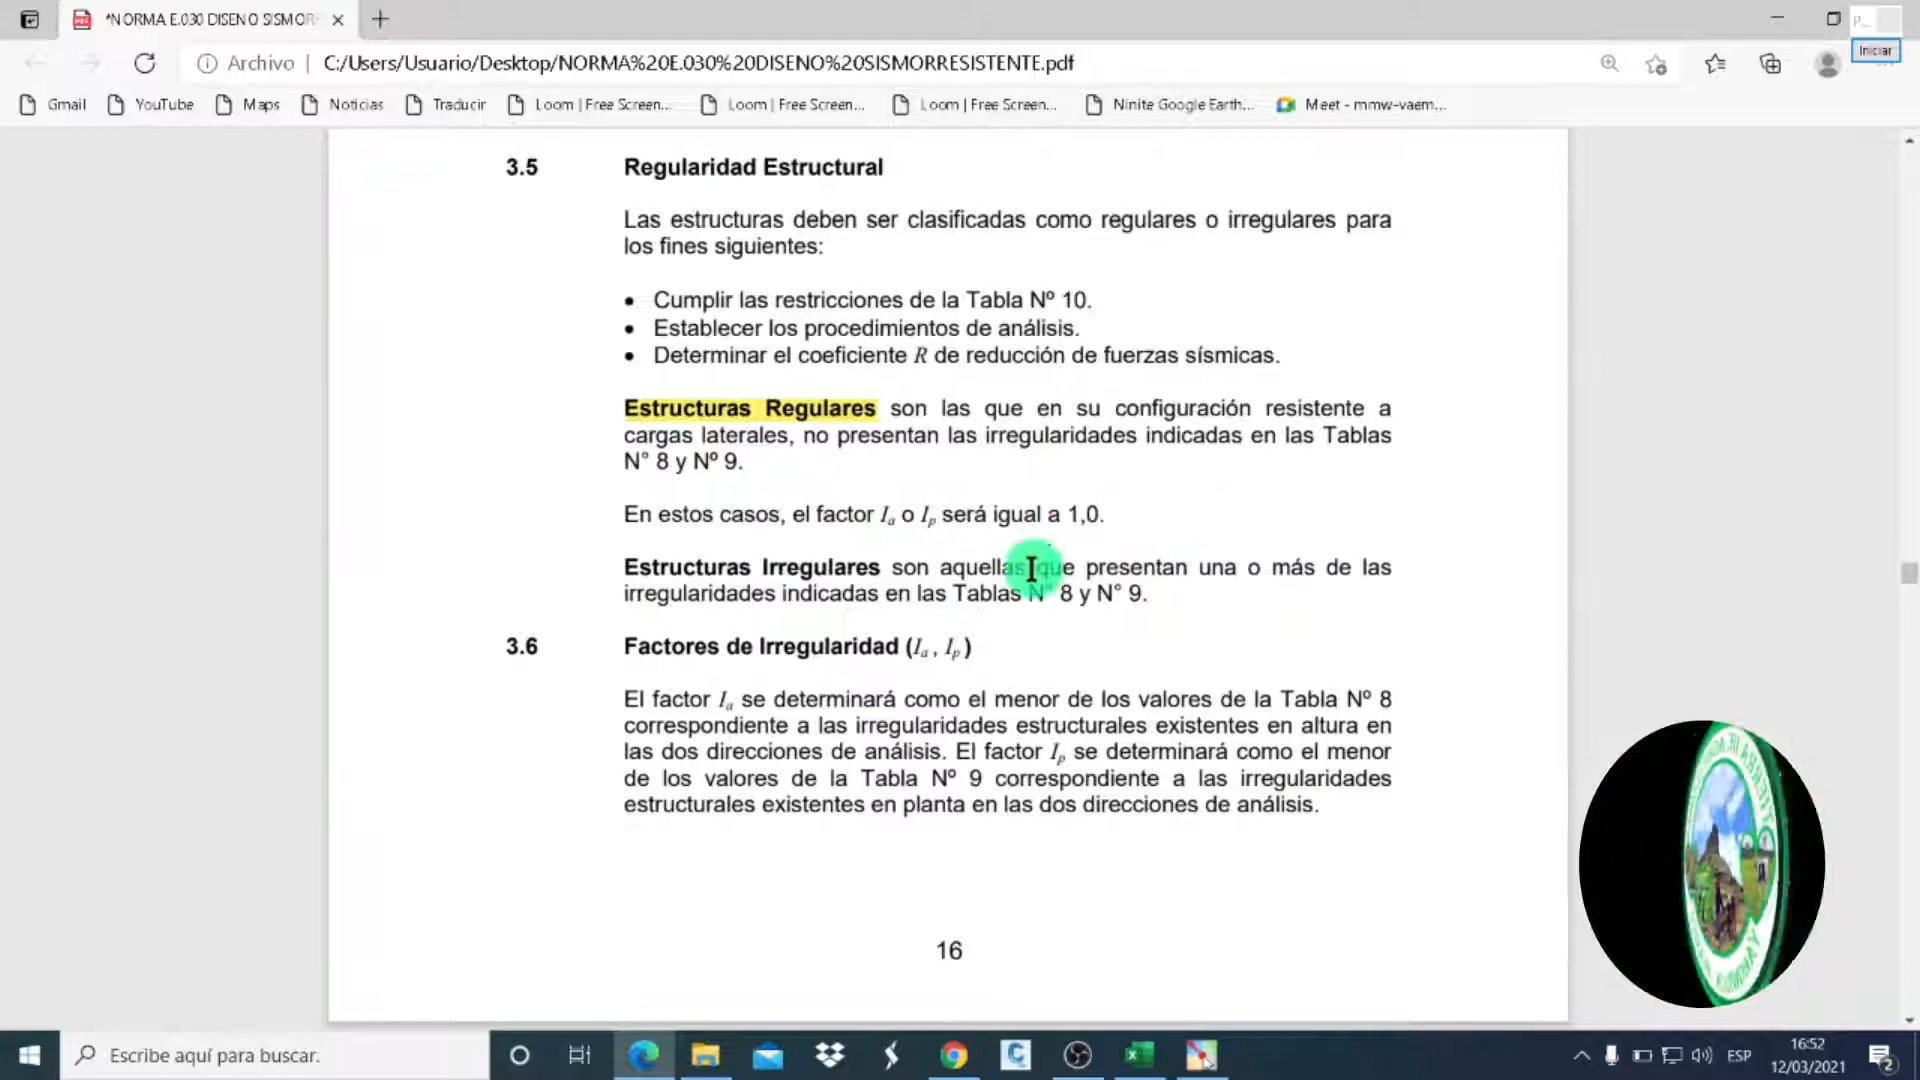 *NORMA E.030 DISENO SISMOR
P...
Iniciar
Archivo | C:/Users/Usuario/Desktop/NORMA%20E.030%20DISENO%20SISMORRESISTENTE.pdf
Gmail YouTube Maps Noticias Traducir Loom | Free Screen... Loom | Free Screen... Loom | Free Screen... Ninite Google Earth... Meet - mmw-vaem...
3.5 Regularidad Estructural
Las estructuras deben ser clasificadas como regulares o irregulares para
los fines siguientes:
• Cumplir las restricciones de la Tabla Nº 10.
• Establecer los procedimientos de análisis.
• Determinar el coeficiente R de reducción de fuerzas sísmicas.
Estructuras Regulares son las que en su configuración resistente a
cargas laterales, no presentan las irregularidades indicadas en las Tablas
N° 8 y Nº 9.
En estos casos, el factor Ia o Ip será igual a 1,0.
Estructuras Irregulares son aquellas que presentan una o más de las
irregularidades indicadas en las Tablas N° 8 y N° 9.
3.6 Factores de Irregularidad (Ia , Ip)
El factor Ia se determinará como el menor de los valores de la Tabla Nº 8
correspondiente a las irregularidades estructurales existentes en altura en
las dos direcciones de análisis. El factor Ip se determinará como el menor
de los valores de la Tabla Nº 9 correspondiente a las irregularidades
estructurales existentes en planta en las dos direcciones de análisis.
16
Escribe aquí para buscar.
ESP
16:52
12/03/2021
2